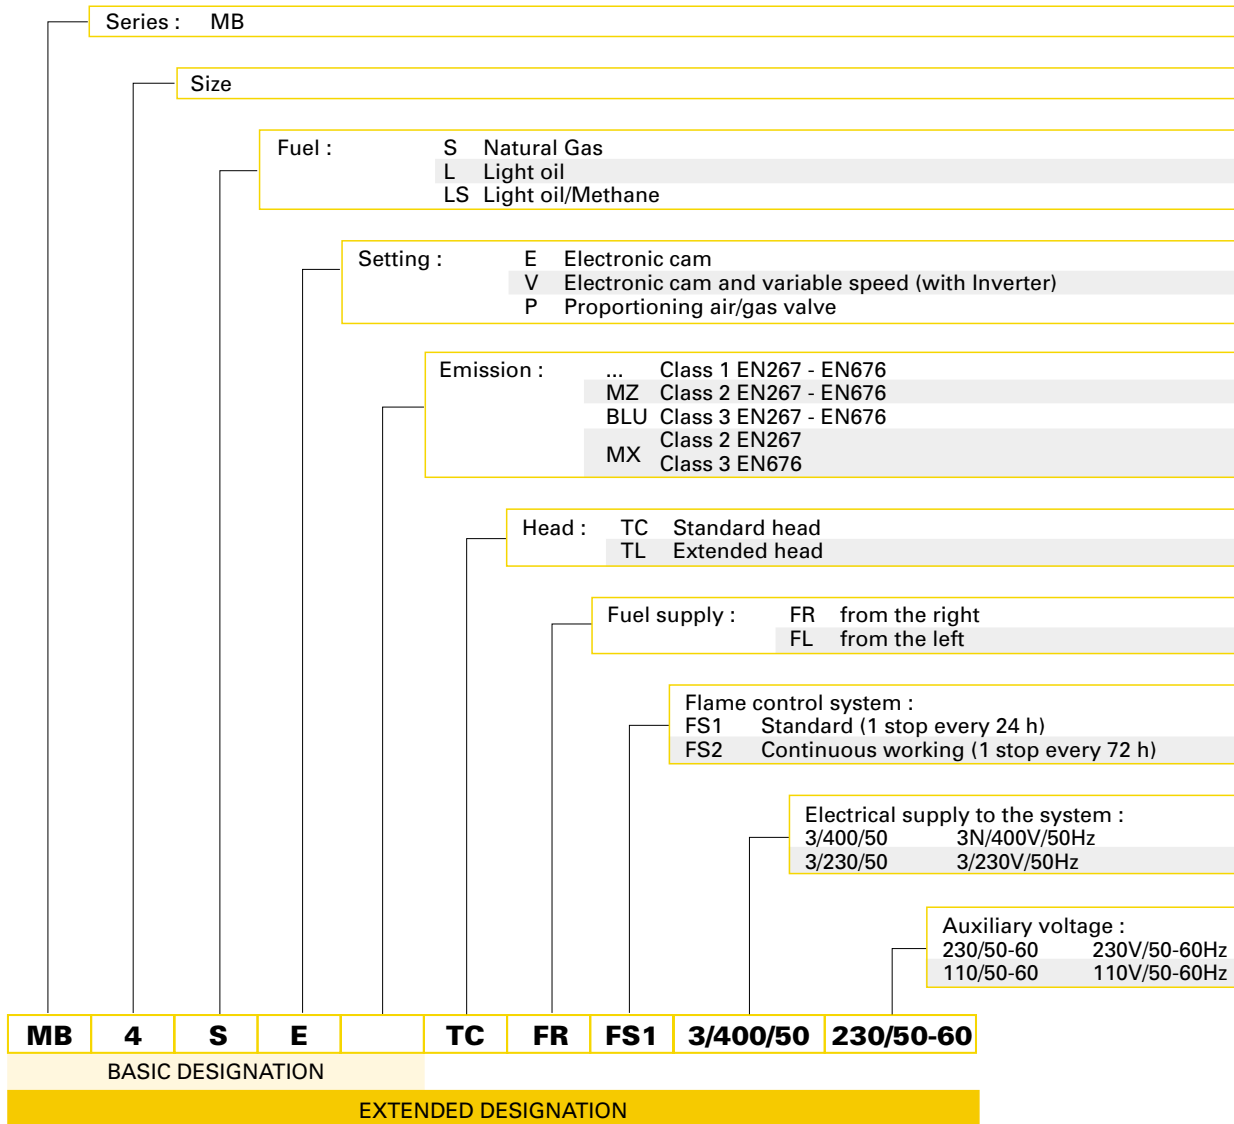 Series : MB
Size
Fuel : S Natural Gas
L Light oil
LS Light oil/Methane
Setting : E Electronic cam
V Electronic cam and variable speed (with Inverter)
P Proportioning air/gas valve
Emission : ... Class 1 EN267 - EN676
MZ Class 2 EN267 - EN676
BLU Class 3 EN267 - EN676
MX Class 2 EN267
Class 3 EN676
Head : TC Standard head
TL Extended head
Fuel supply : FR from the right
FL from the left
Flame control system :
FS1 Standard (1 stop every 24 h)
FS2 Continuous working (1 stop every 72 h)
Electrical supply to the system :
3/400/50 3N/400V/50Hz
3/230/50 3/230V/50Hz
Auxiliary voltage :
230/50-60 230V/50-60Hz
110/50-60 110V/50-60Hz
MB 4 S E TC FR FS1 3/400/50 230/50-60
BASIC DESIGNATION
EXTENDED DESIGNATION